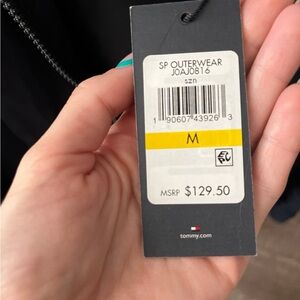 SP OUTERWEAR
J0AJ0816
szn
1 90607 43926 3
M
MSRP $129.50
tommy.com